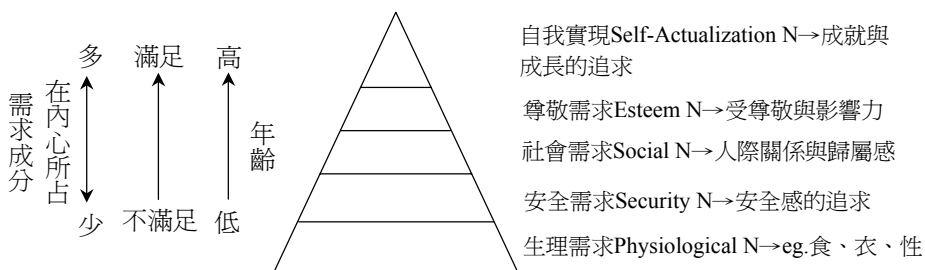 多
滿足
高
在內心所占
需求成分
年齡
少
不滿足
低
自我實現Self-Actualization N→成就與
成長的追求
尊敬需求Esteem N→受尊敬與影響力
社會需求Social N→人際關係與歸屬感
安全需求Security N→安全感的追求
生理需求Physiological N→eg.食、衣、性